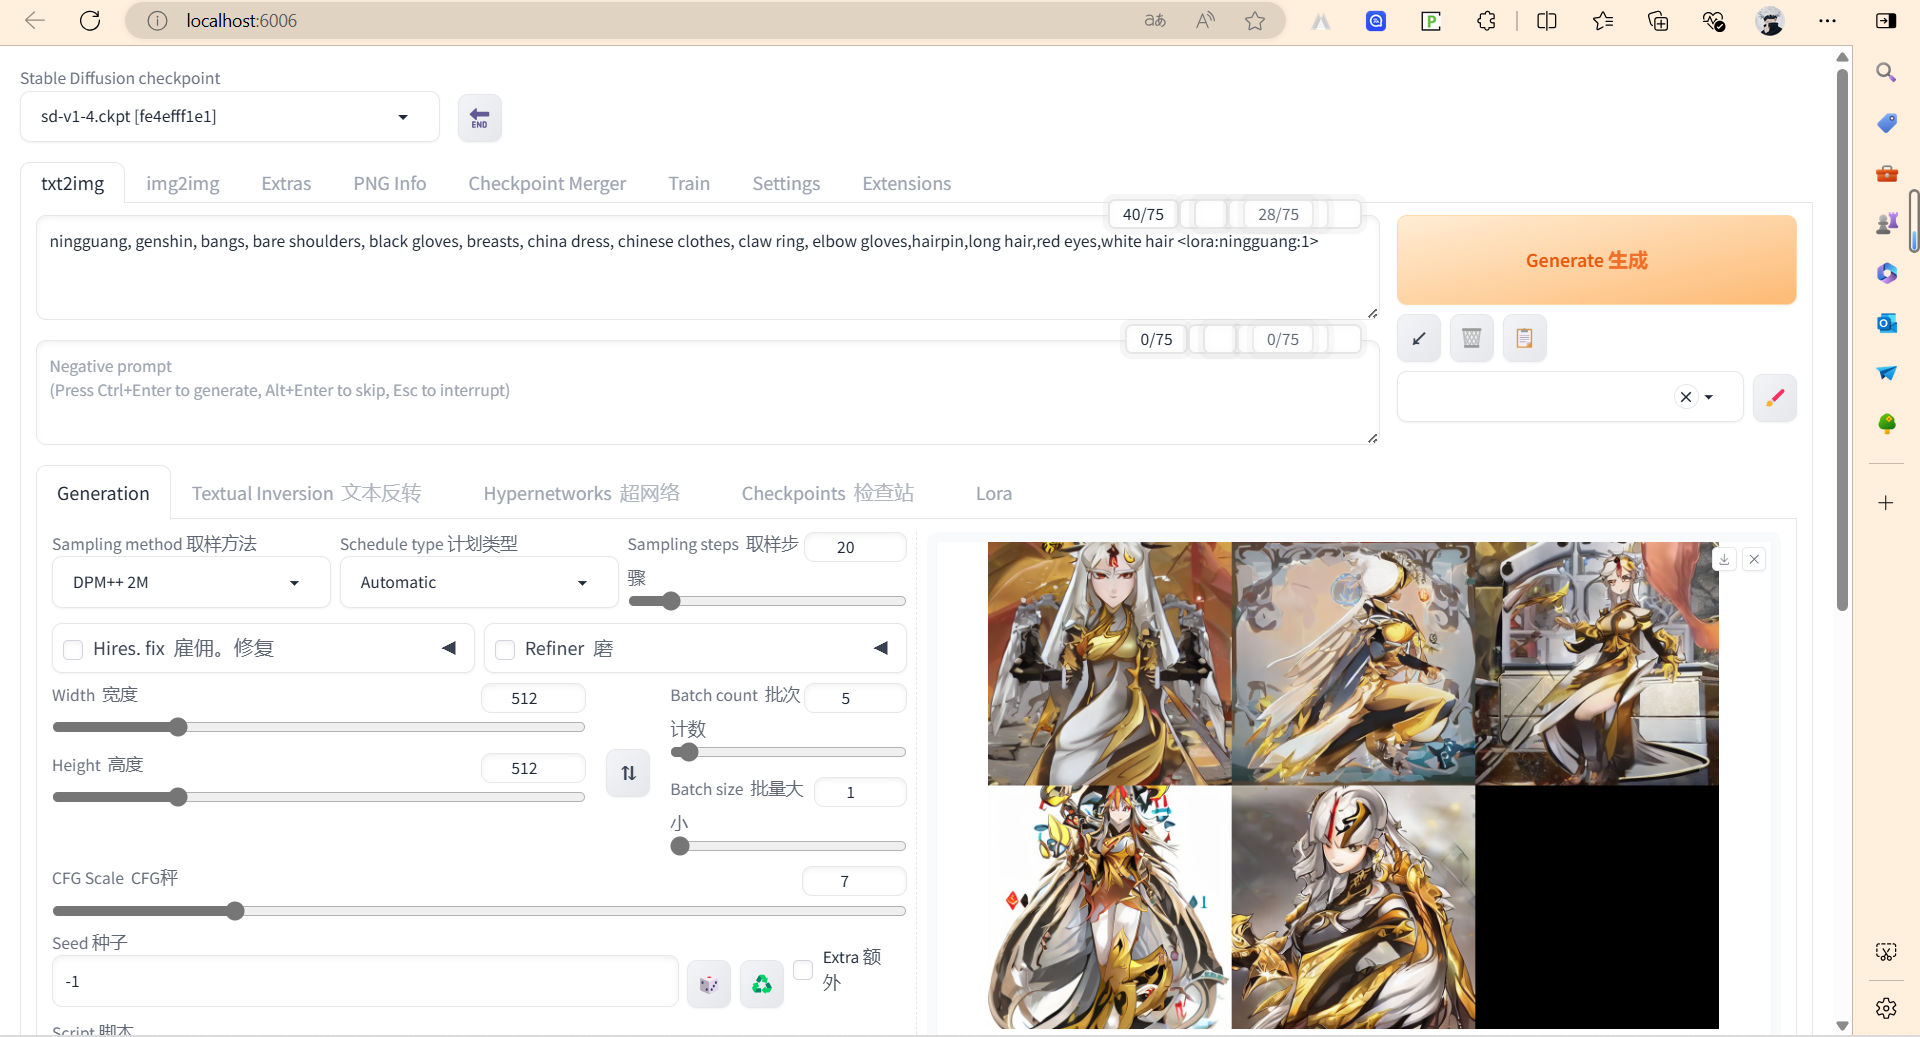 localhost:6006
Stable Diffusion checkpoint
sd-v1-4.ckpt [fe4efff1e1]
END
txt2img img2img Extras PNG Info Checkpoint Merger Train Settings Extensions
40/75 28/75
ningguang, genshin, bangs, bare shoulders, black gloves, breasts, china dress, chinese clothes, claw ring, elbow gloves,hairpin,long hair,red eyes,white hair <lora:ningguang:1>
Generate 生成
0/75 0/75
Negative prompt
(Press Ctrl+Enter to generate, Alt+Enter to skip, Esc to interrupt)
Generation Textual Inversion 文本反转 Hypernetworks 超网络 Checkpoints 检查站 Lora
Sampling method 取样方法
DPM++ 2M
Schedule type 计划类型
Automatic
Sampling steps 取样步
骤
20
Hires. fix 雇佣。修复
Refiner 磨
Width 宽度
512
Height 高度
512
Batch count 批次
计数
5
Batch size 批量大
小
1
CFG Scale CFG秤
7
Seed 种子
-1
Extra 额
外
Script 脚本